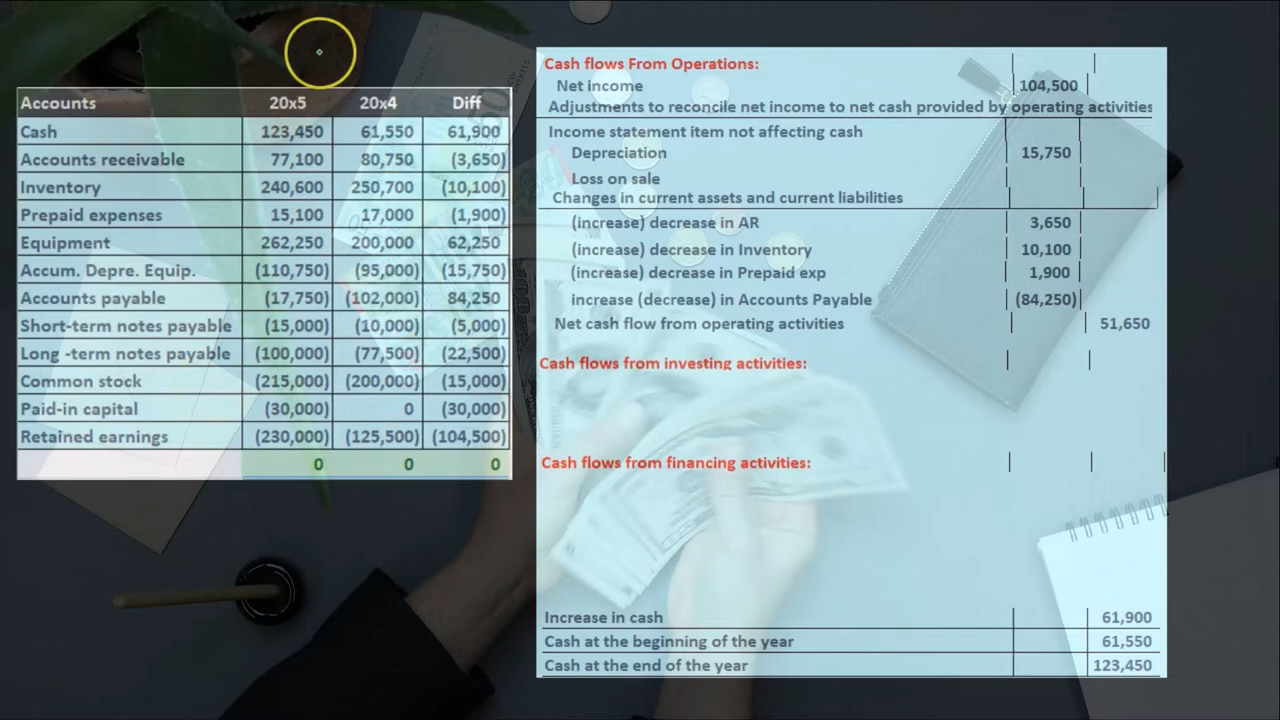 Accounts 20x5 20x4 Diff
Cash 123,450 61,550 61,900
Accounts receivable 77,100 80,750 (3,650)
Inventory 240,600 250,700 (10,100)
Prepaid expenses 15,100 17,000 (1,900)
Equipment 262,250 200,000 62,250
Accum. Depre. Equip. (110,750) (95,000) (15,750)
Accounts payable (17,750) (102,000) 84,250
Short-term notes payable (15,000) (10,000) (5,000)
Long -term notes payable (100,000) (77,500) (22,500)
Common stock (215,000) (200,000) (15,000)
Paid-in capital (30,000) 0 (30,000)
Retained earnings (230,000) (125,500) (104,500)
0 0 0
Cash flows From Operations:
Net income 104,500
Adjustments to reconcile net income to net cash provided by operating activities
Income statement item not affecting cash
Depreciation 15,750
Loss on sale
Changes in current assets and current liabilities
(increase) decrease in AR 3,650
(increase) decrease in Inventory 10,100
(increase) decrease in Prepaid exp 1,900
increase (decrease) in Accounts Payable (84,250)
Net cash flow from operating activities 51,650
Cash flows from investing activities:
Cash flows from financing activities:
Increase in cash 61,900
Cash at the beginning of the year 61,550
Cash at the end of the year 123,450